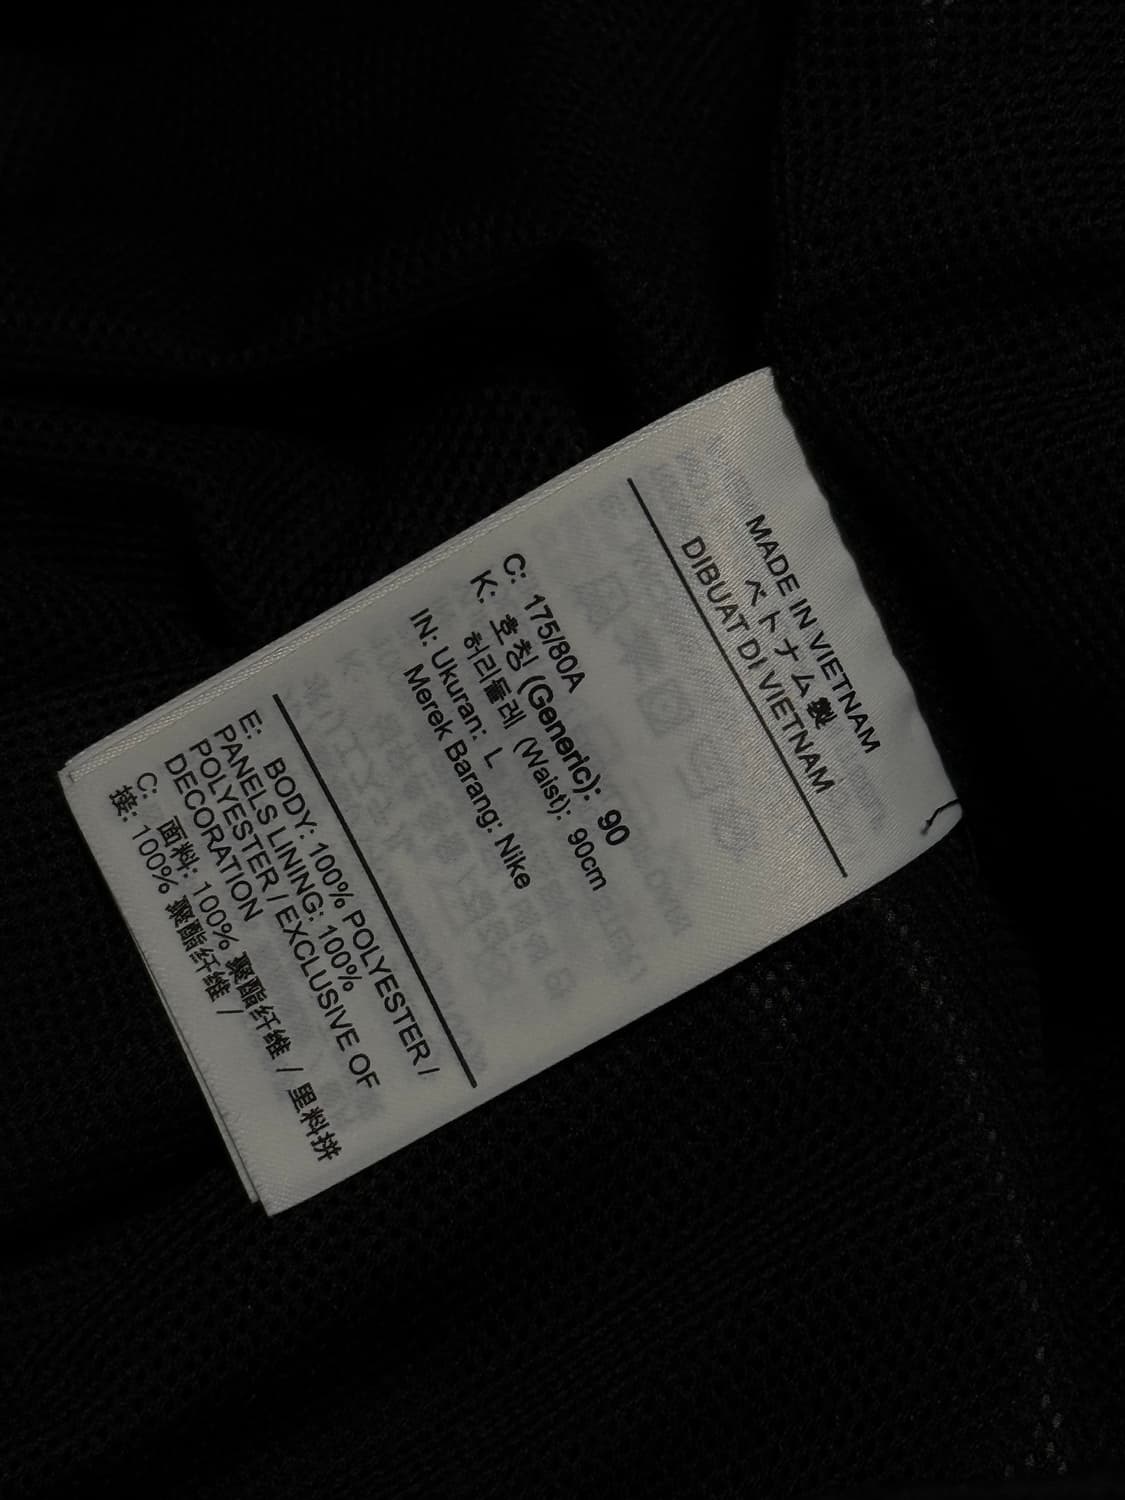 MADE IN VIETNAM
ベトナム製
DIBUAT DI VIETNAM
C: 175/80A
K: 호칭 (Generic): 90
허리둘레 (Waist): 90cm
IN: Ukuran: L
Merek Barang: Nike
E: BODY: 100% POLYESTER /
PANELS LINING: 100%
POLYESTER / EXCLUSIVE OF
DECORATION
C: 面料: 100% 聚酯纤维 / 里料拼
接: 100% 聚酯纤维 /